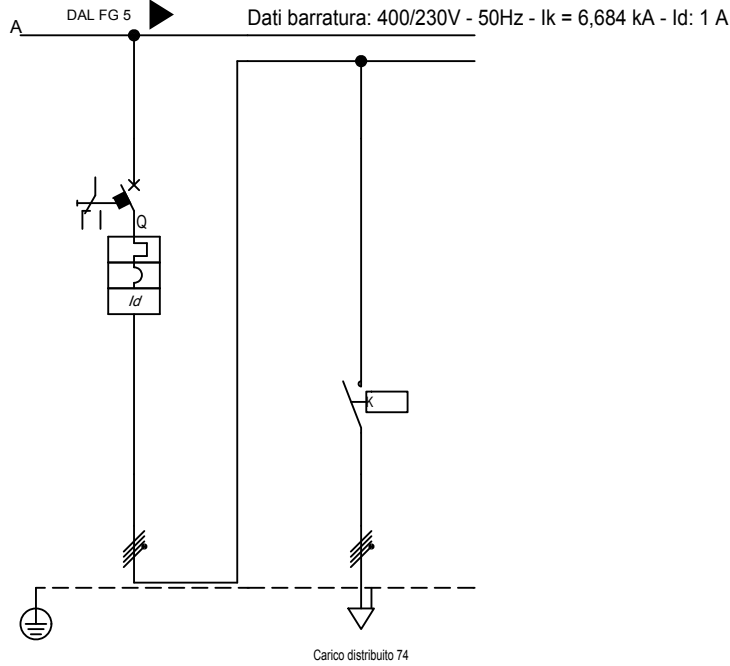 DAL FG 5
Dati barratura: 400/230V - 50Hz - Ik = 6,684 kA - Id: 1 A
A
Q
Id
K
Carico distribuito 74